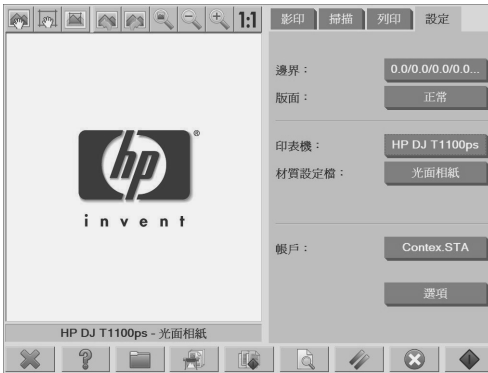 1:1
影印 掃描 列印 設定
邊界： 0.0/0.0/0.0/0.0...
版面： 正常
印表機： HP DJ T1100ps
材質設定檔： 光面相紙
帳戶： Contex.STA
選項
hp
®
invent
HP DJ T1100ps - 光面相紙